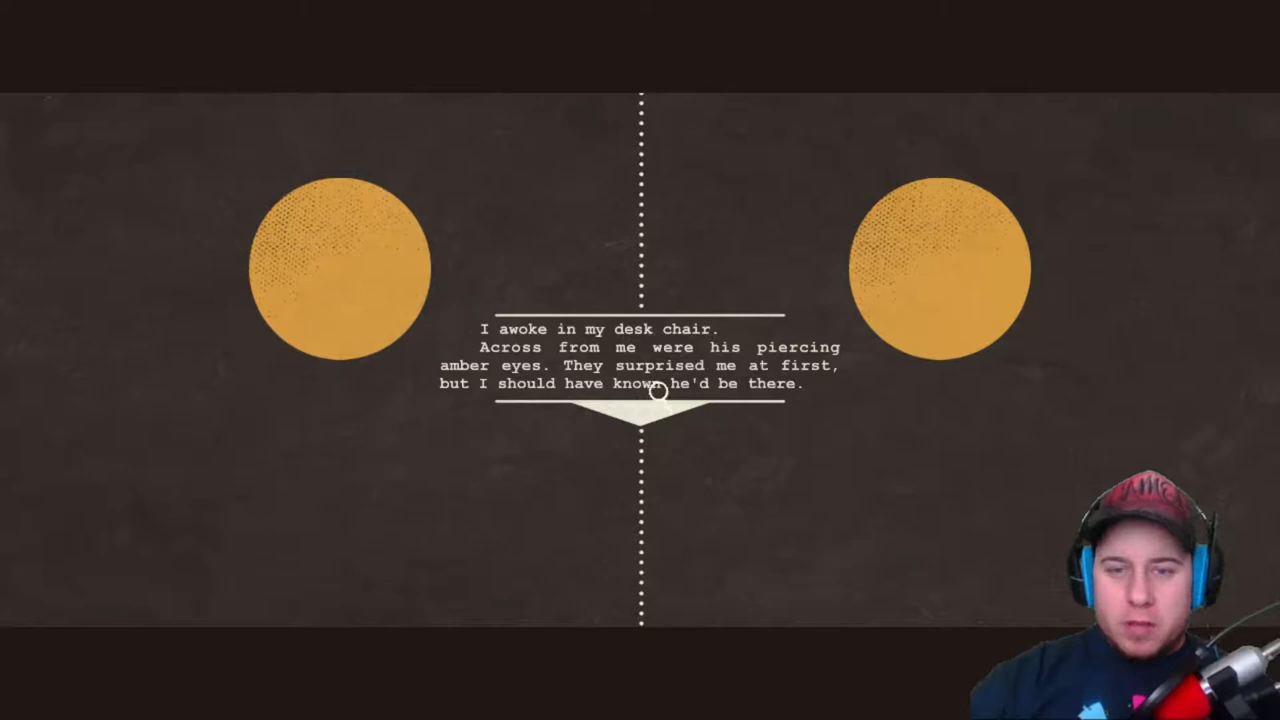 I awoke in my desk chair.
Across from me were his piercing
amber eyes. They surprised me at first,
but I should have known he'd be there.